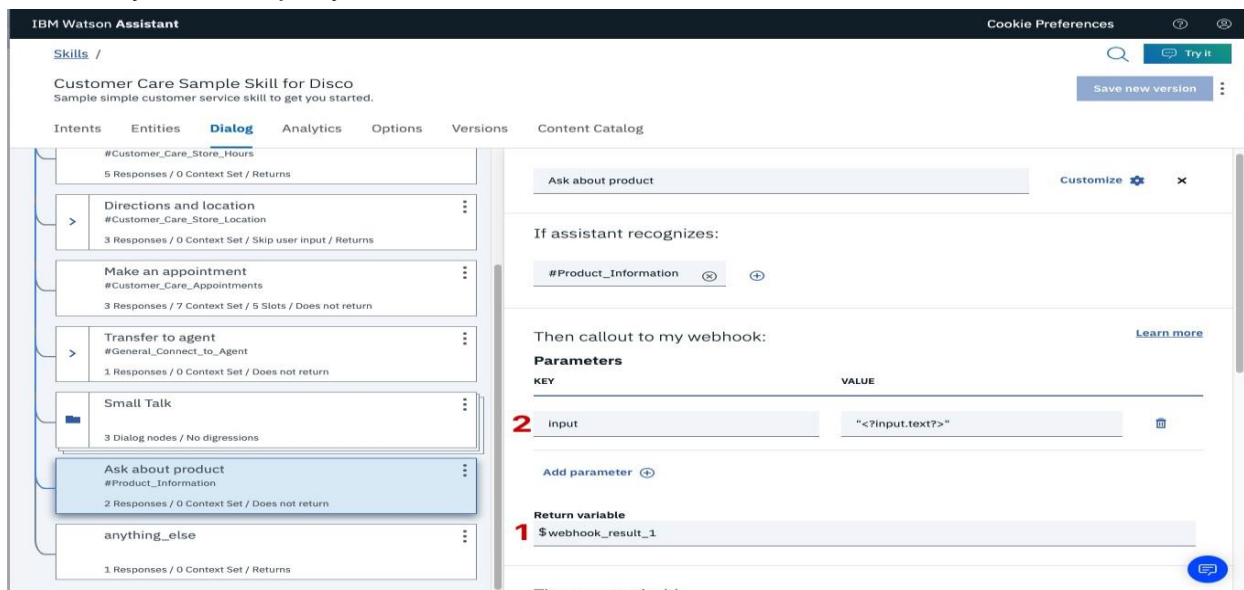 IBM Watson Assistant
Cookie Preferences
Skills /
Try it
Customer Care Sample Skill for Disco
Sample simple customer service skill to get you started.
Save new version
Intents Entities Dialog Analytics Options Versions Content Catalog
#Customer_Care_Store_Hours
5 Responses / 0 Context Set / Returns
Directions and location
#Customer_Care_Store_Location
3 Responses / 0 Context Set / Skip user input / Returns
Make an appointment
#Customer_Care_Appointments
3 Responses / 7 Context Set / 5 Slots / Does not return
Transfer to agent
#General_Connect_to_Agent
1 Responses / 0 Context Set / Does not return
Small Talk
3 Dialog nodes / No digressions
Ask about product
#Product_Information
2 Responses / 0 Context Set / Does not return
anything_else
1 Responses / 0 Context Set / Returns
Ask about product
Customize
If assistant recognizes:
#Product_Information
Then callout to my webhook:
Learn more
Parameters
KEY VALUE
2 input "<?input.text?>"
Add parameter
Return variable
1 $webhook_result_1